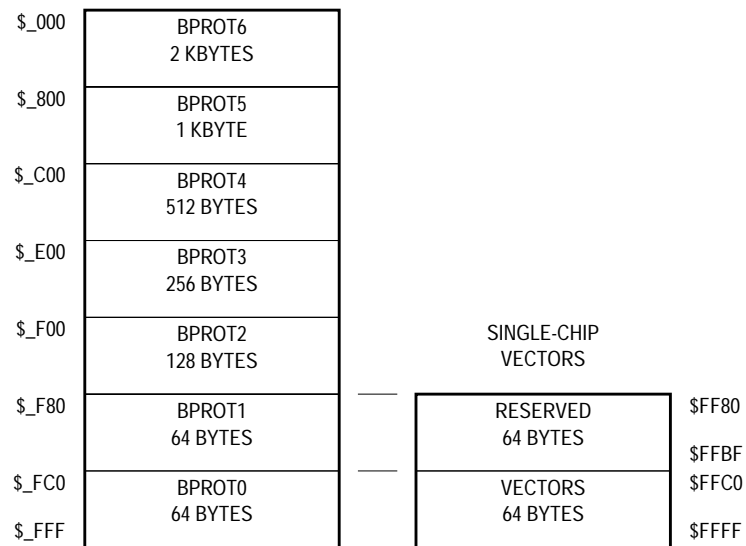 $_000
BPROT6
2 KBYTES
$_800
BPROT5
1 KBYTE
$_C00
BPROT4
512 BYTES
$_E00
BPROT3
256 BYTES
$_F00
BPROT2
128 BYTES
SINGLE-CHIP
VECTORS
$_F80
BPROT1
64 BYTES
RESERVED
64 BYTES
$FF80
$FFBF
$_FC0
BPROT0
64 BYTES
$_FFF
VECTORS
64 BYTES
$FFC0
$FFFF